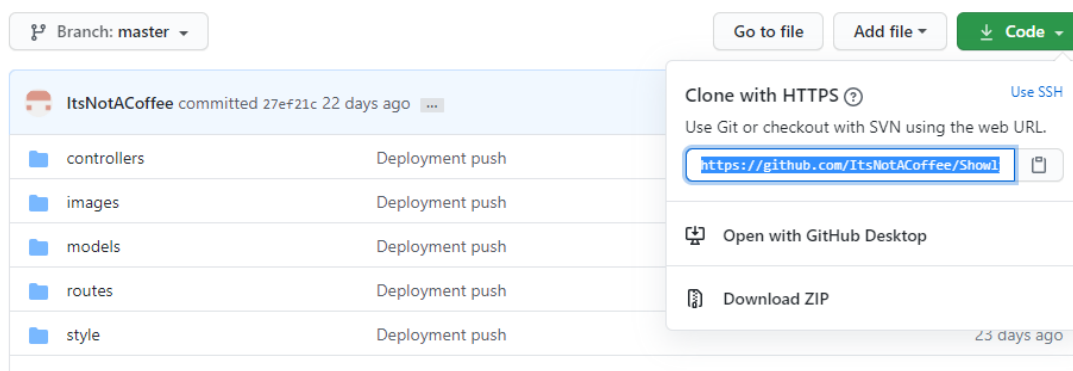 Branch: master
Go to file
Add file
Code
ItsNotACoffee committed 27ef21c 22 days ago ...
Clone with HTTPS ?
Use SSH
Use Git or checkout with SVN using the web URL.
https://github.com/ItsNotACoffee/Showl
Open with GitHub Desktop
Download ZIP
controllers Deployment push
images Deployment push
models Deployment push
routes Deployment push
style Deployment push 23 days ago